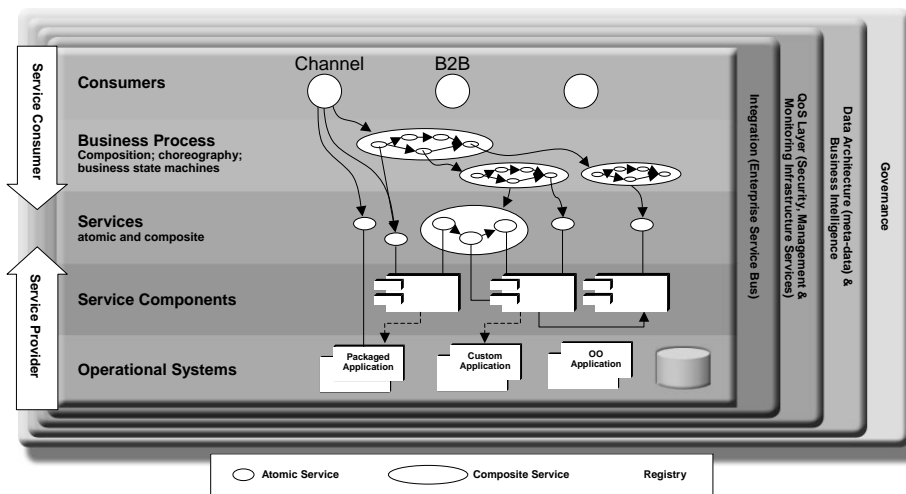 Service Consumer
Service Provider
Consumers
Channel
B2B
Business Process
Composition; choreography;
business state machines
Services
atomic and composite
Service Components
Operational Systems
Packaged
Application
Custom
Application
OO
Application
Integration (Enterprise Service Bus)
QoS Layer (Security, Management &
Monitoring Infrastructure Services)
Data Architecture (meta-data) &
Business Intelligence
Governance
Atomic Service
Composite Service
Registry